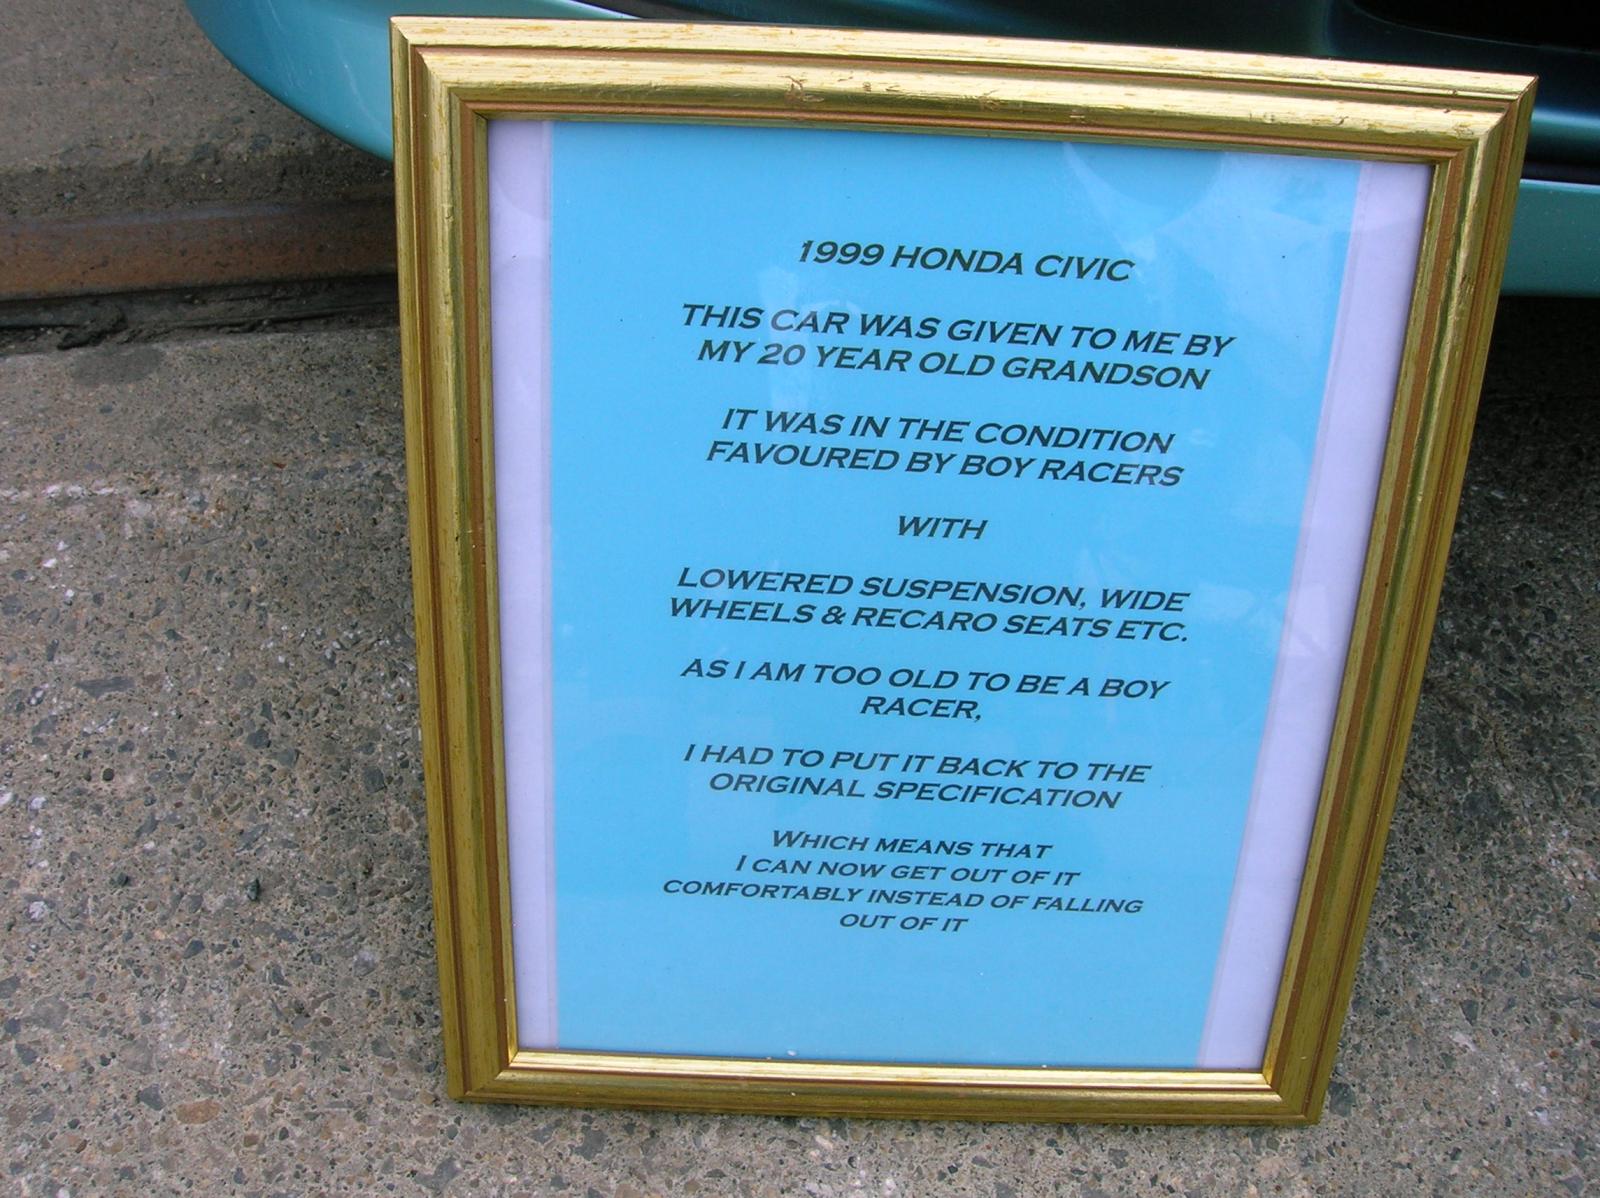 1999 HONDA CIVIC
THIS CAR WAS GIVEN TO ME BY
MY 20 YEAR OLD GRANDSON
IT WAS IN THE CONDITION
FAVOURED BY BOY RACERS
WITH
LOWERED SUSPENSION, WIDE
WHEELS & RECARO SEATS ETC.
AS I AM TOO OLD TO BE A BOY
RACER,
I HAD TO PUT IT BACK TO THE
ORIGINAL SPECIFICATION
WHICH MEANS THAT
I CAN NOW GET OUT OF IT
COMFORTABLY INSTEAD OF FALLING
OUT OF IT